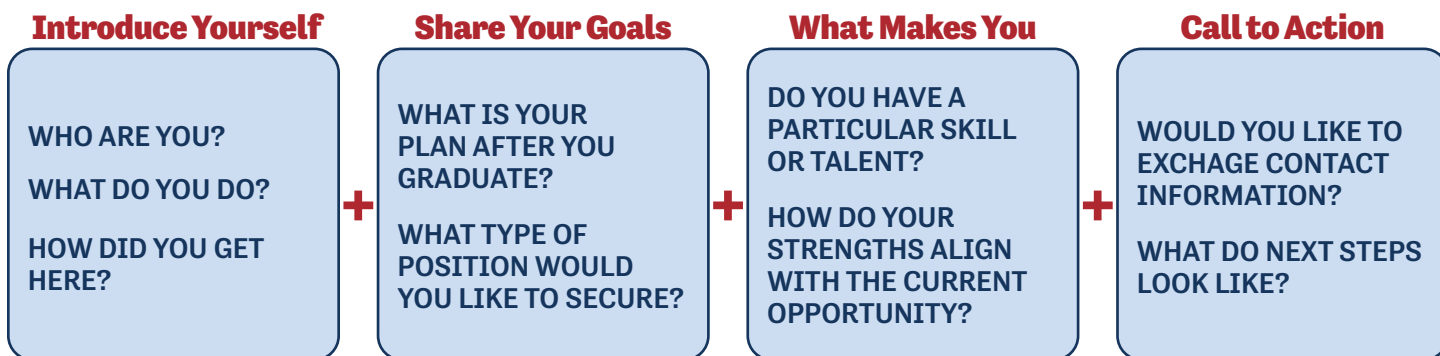 Introduce Yourself
WHO ARE YOU?
WHAT DO YOU DO?
HOW DID YOU GET
HERE?
+
Share Your Goals
WHAT IS YOUR
PLAN AFTER YOU
GRADUATE?
WHAT TYPE OF
POSITION WOULD
YOU LIKE TO SECURE?
+
What Makes You
DO YOU HAVE A
PARTICULAR SKILL
OR TALENT?
HOW DO YOUR
STRENGTHS ALIGN
WITH THE CURRENT
OPPORTUNITY?
+
Call to Action
WOULD YOU LIKE TO
EXCHAGE CONTACT
INFORMATION?
WHAT DO NEXT STEPS
LOOK LIKE?